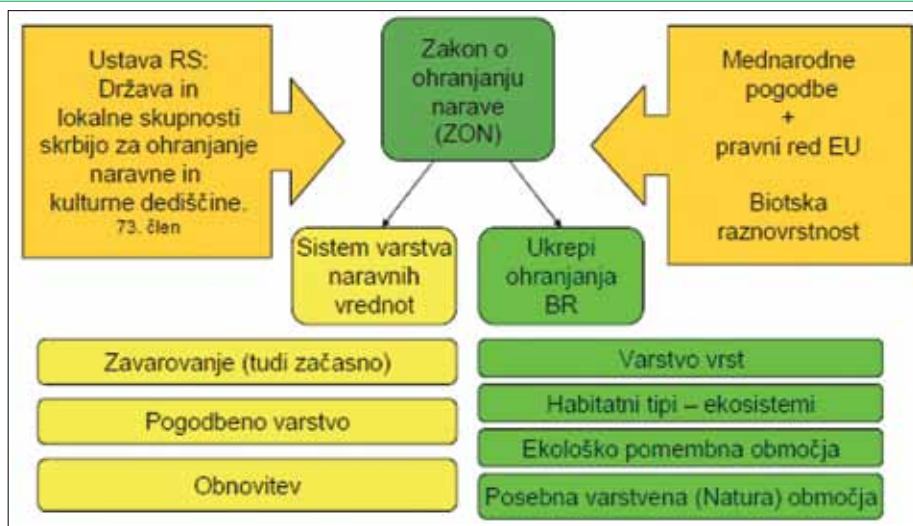 Ustava RS:
Država in
lokalne skupnosti
skrbijo za ohranjanje
naravne in
kulturne dediščine.
73. člen
Zakon o
ohranjanju
narave
(ZON)
Mednarodne
pogodbe
+
pravni red EU
Biotska
raznovrstnost
Sistem varstva
naravnih
vrednot
Ukrepi
ohranjanja
BR
Zavarovanje (tudi začasno)
Pogodbeno varstvo
Obnovitev
Varstvo vrst
Habitatni tipi – ekosistemi
Ekološko pomembna območja
Posebna varstvena (Natura) območja